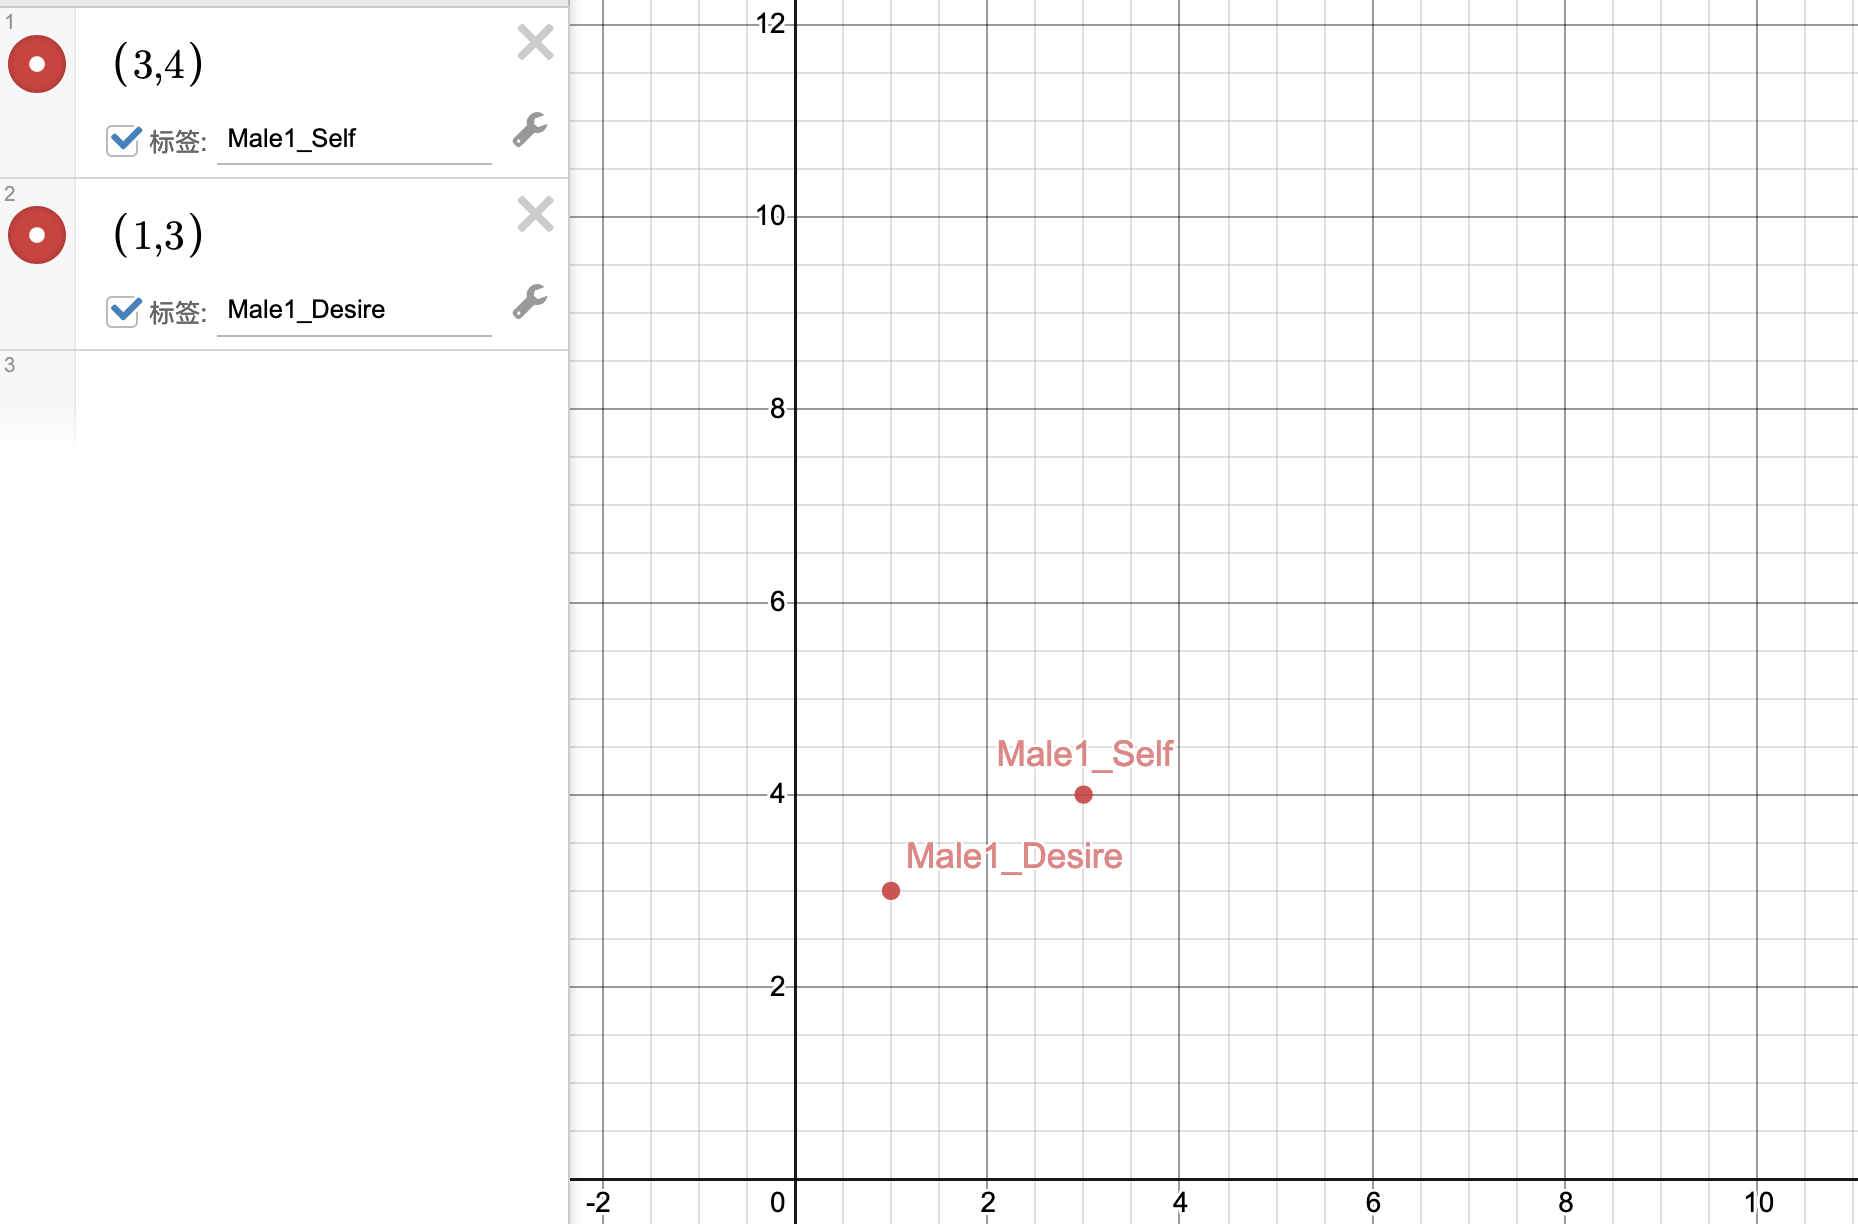 1
(3,4)
标签: Male1_Self
2
(1,3)
标签: Male1_Desire
3
12
10
8
6
Male1_Self
4
Male1_Desire
2
-2 0 2 4 6 8 10